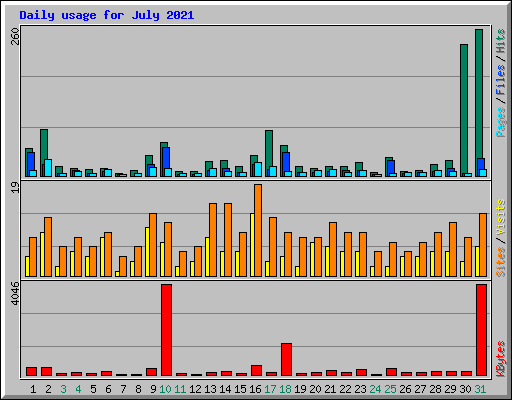 Daily usage for July 2021
260
Pages / Files / Hits
19
Sites / Visits
4046
KBytes
1 2 3 4 5 6 7 8 9 10 11 12 13 14 15 16 17 18 19 20 21 22 23 24 25 26 27 28 29 30 31